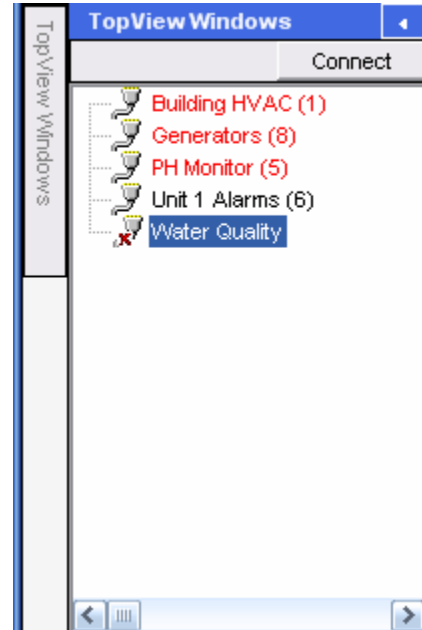 TopView Windows
TopView Windows
Connect
Building HVAC (1)
Generators (8)
PH Monitor (5)
Unit 1 Alarms (6)
Water Quality